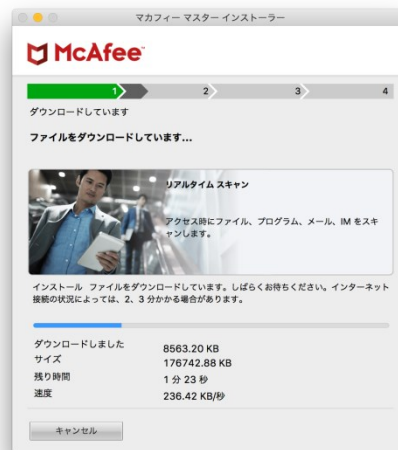 マカフィー マスター インストーラー
McAfee™
1 2 3 4
ダウンロードしています
ファイルをダウンロードしています...
リアルタイム スキャン
アクセス時にファイル、プログラム、メール、IM をスキ
ャンします。
インストール ファイルをダウンロードしています。しばらくお待ちください。インターネット
接続の状況によっては、2、3 分かかる場合があります。
ダウンロードしました 8563.20 KB
サイズ 176742.88 KB
残り時間 1 分 23 秒
速度 236.42 KB/秒
キャンセル